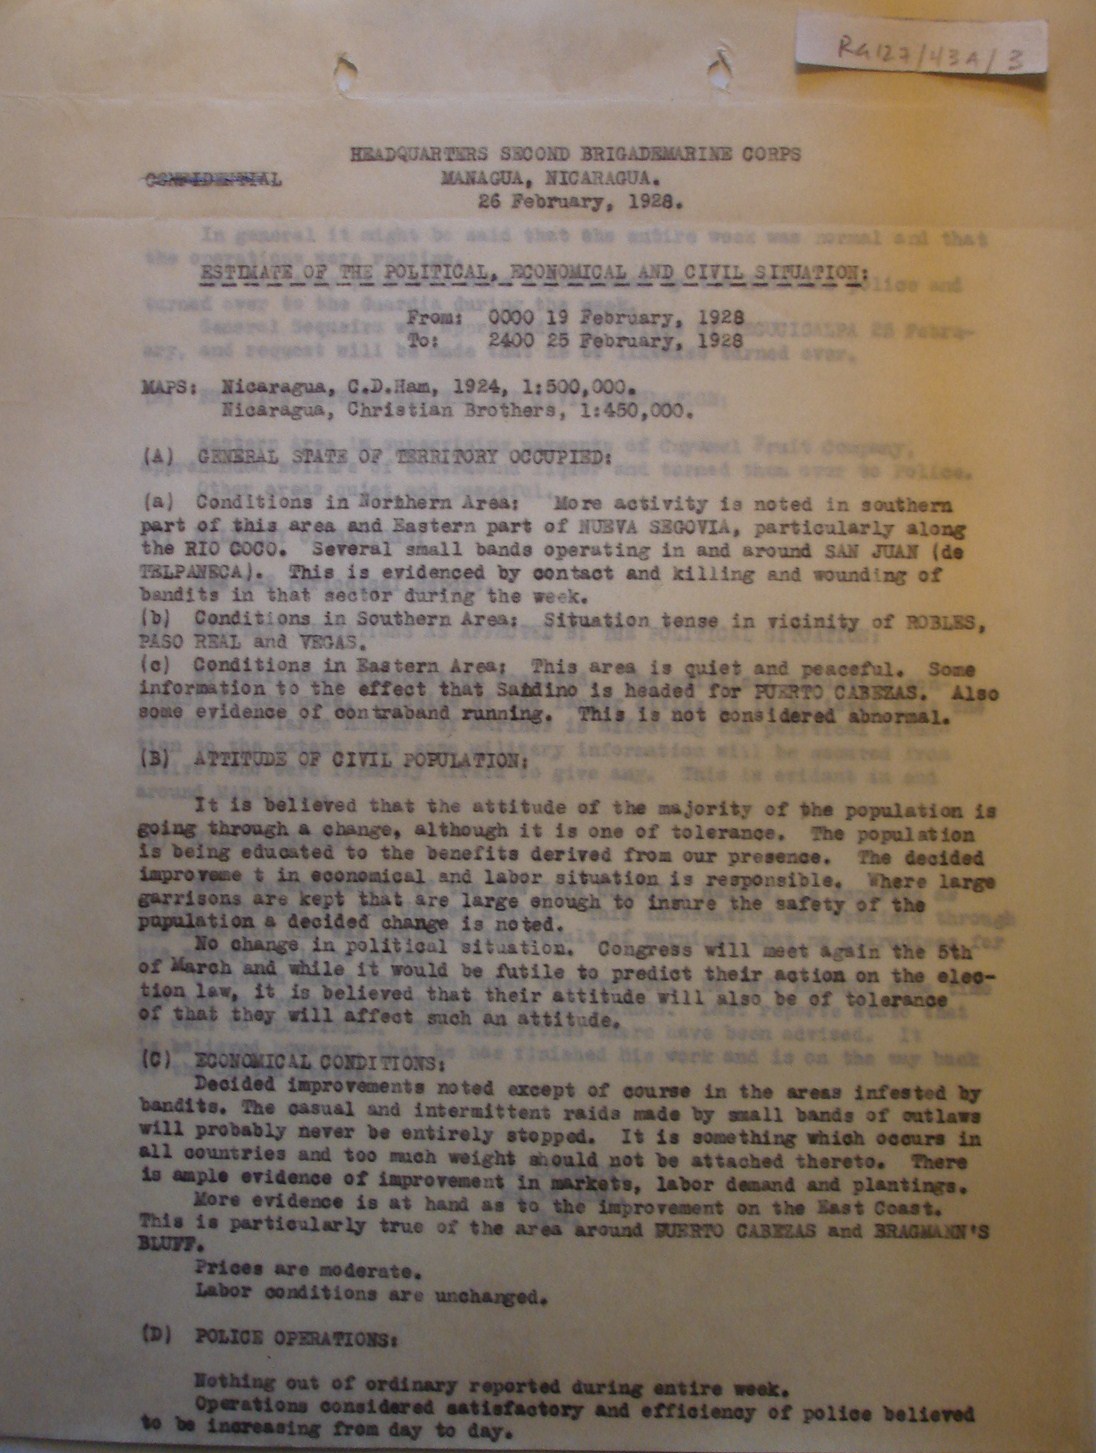 RG127/43A/3
HEADQUARTERS SECOND BRIGADEMARINE CORPS
CONFIDENTIAL
MANAGUA, NICARAGUA.
26 February, 1928.
ESTIMATE OF THE POLITICAL, ECONOMICAL AND CIVIL SITUATION:
From: 0000 19 February, 1928
To: 2400 25 February, 1928
MAPS: Nicaragua, C.D.Ham, 1924, 1:500,000.
Nicaragua, Christian Brothers, 1:450,000.
(A) GENERAL STATE OF TERRITORY OCCUPIED:
(a) Conditions in Northern Area: More activity is noted in southern
part of this area and Eastern part of NUEVA SEGOVIA, particularly along
the RIO COCO. Several small bands operating in and around SAN JUAN (de
TELPANECA). This is evidenced by contact and killing and wounding of
bandits in that sector during the week.
(b) Conditions in Southern Area: Situation tense in vicinity of ROBLES,
PASO REAL and VEGAS.
(c) Conditions in Eastern Area: This area is quiet and peaceful. Some
information to the effect that Sandino is headed for PUERTO CABEZAS. Also
some evidence of contraband running. This is not considered abnormal.
(B) ATTITUDE OF CIVIL POPULATION:
It is believed that the attitude of the majority of the population is
going through a change, although it is one of tolerance. The population
is being educated to the benefits derived from our presence. The decided
improveme t in economical and labor situation is responsible. Where large
garrisons are kept that are large enough to insure the safety of the
population a decided change is noted.
No change in political situation. Congress will meet again the 5th
of March and while it would be futile to predict their action on the elec-
tion law, it is believed that their attitude will also be of tolerance
of that they will affect such an attitude.
(C) ECONOMICAL CONDITIONS:
Decided improvements noted except of course in the areas infested by
bandits. The casual and intermittent raids made by small bands of outlaws
will probably never be entirely stopped. It is something which occurs in
all countries and too much weight should not be attached thereto. There
is ample evidence of improvement in markets, labor demand and plantings.
More evidence is at hand as to the improvement on the East Coast.
This is particularly true of the area around PUERTO CABEZAS and BRAGMANN'S
BLUFF.
Prices are moderate.
Labor conditions are unchanged.
(D) POLICE OPERATIONS:
Nothing out of ordinary reported during entire week.
Operations considered satisfactory and efficiency of police believed
to be increasing from day to day.